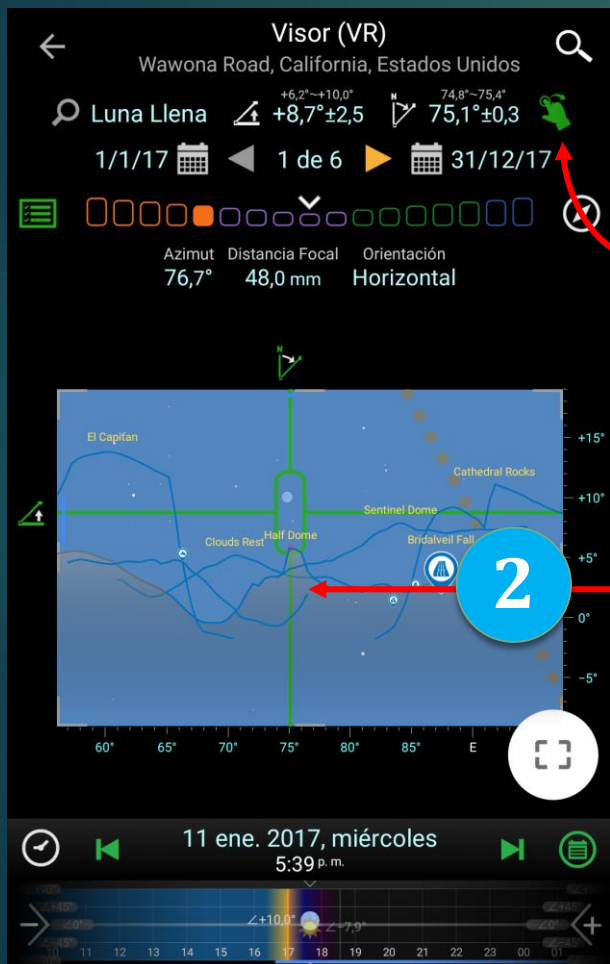 Visor (VR)
Wawona Road, California, Estados Unidos
+6,2°~+10,0° 74,8°~75,4°
Luna Llena +8,7°±2,5 N 75,1°±0,3
1/1/17 1 de 6 31/12/17
Azimut Distancia Focal Orientación
76,7° 48,0 mm Horizontal
N
El Capitan
+15°
Cathedral Rocks
+10°
Sentinel Dome
Half Dome
Clouds Rest Bridalveil Fall
+5°
2
0°
-5°
60° 65° 70° 75° 80° 85° E
11 ene. 2017, miércoles
5:39 p. m.
∠+10,0° ∠-7,9°
10 11 12 13 14 15 16 17 18 19 20 21 22 23 00 01